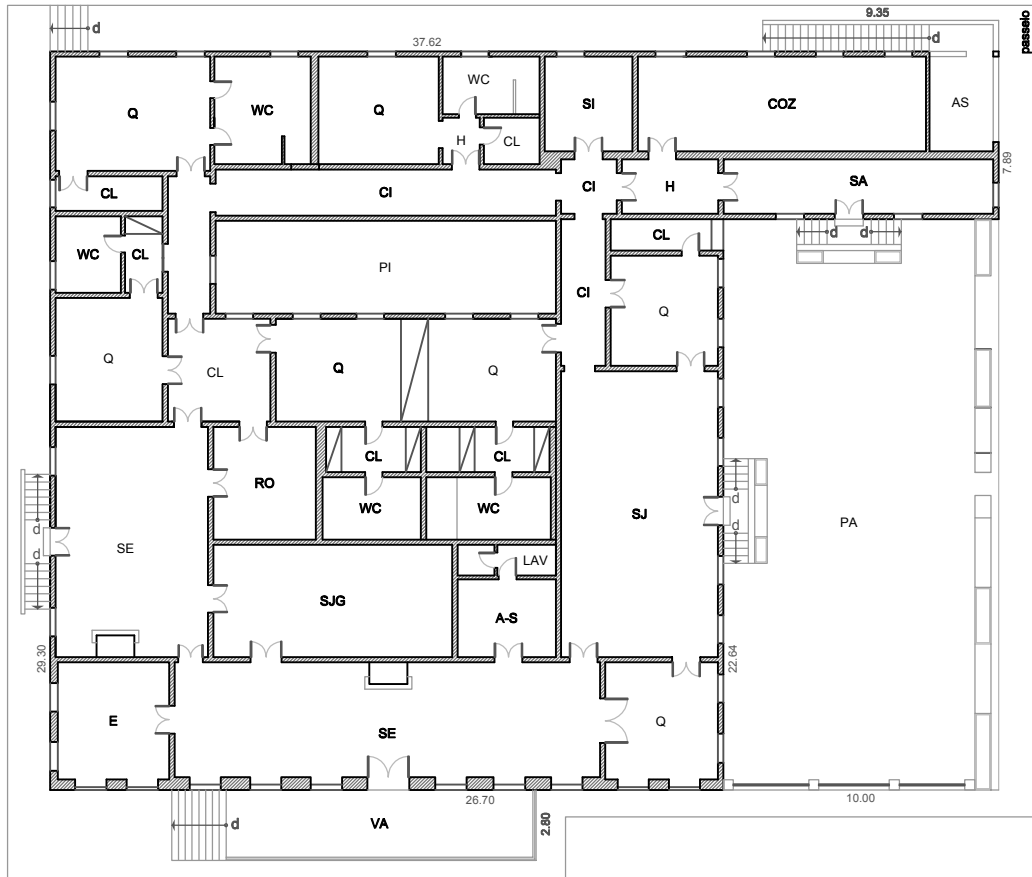 9.35
passeio
d
d
37.62
WC
Q
WC
Q
SI
COZ
AS
H
CL
7.89
CL
CI
CI
H
SA
WC
CL
CL
d
d
PI
CI
Q
Q
CL
Q
Q
CL
CL
RO
WC
WC
d
d
SE
SJ
d
d
PA
LAV
SJG
A-S
29.30
22.64
E
SE
Q
26.70
10.00
d
VA
2.80